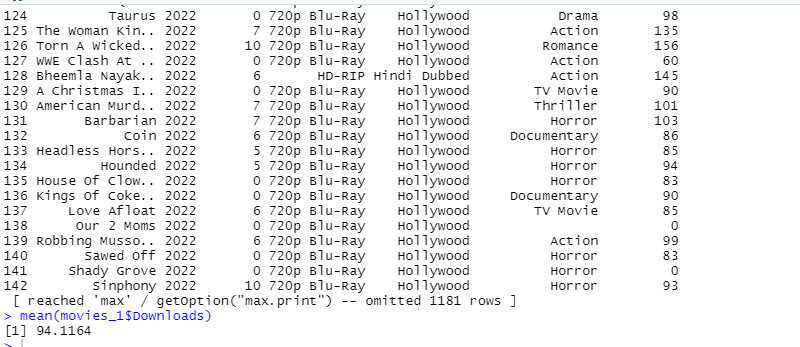 124 Taurus 2022 0 720p Blu-Ray Hollywood Drama 98
125 The Woman Kin.. 2022 7 720p Blu-Ray Hollywood Action 135
126 Torn A Wicked.. 2022 10 720p Blu-Ray Hollywood Romance 156
127 WWE Clash At .. 2022 0 720p Blu-Ray Hollywood Action 60
128 Bheemla Nayak.. 2022 6 HD-RIP Hindi Dubbed Action 145
129 A Christmas I.. 2022 0 720p Blu-Ray Hollywood TV Movie 90
130 American Murd.. 2022 7 720p Blu-Ray Hollywood Thriller 101
131 Barbarian 2022 7 720p Blu-Ray Hollywood Horror 103
132 Coin 2022 6 720p Blu-Ray Hollywood Documentary 86
133 Headless Hors.. 2022 5 720p Blu-Ray Hollywood Horror 85
134 Hounded 2022 5 720p Blu-Ray Hollywood Horror 94
135 House Of Clow.. 2022 0 720p Blu-Ray Hollywood Horror 83
136 Kings Of Coke.. 2022 0 720p Blu-Ray Hollywood Documentary 90
137 Love Afloat 2022 6 720p Blu-Ray Hollywood TV Movie 85
138 Our 2 Moms 2022 0 720p Blu-Ray Hollywood 0
139 Robbing Musso.. 2022 6 720p Blu-Ray Hollywood Action 99
140 Sawed Off 2022 0 720p Blu-Ray Hollywood Horror 83
141 Shady Grove 2022 0 720p Blu-Ray Hollywood Horror 0
142 Sinphony 2022 10 720p Blu-Ray Hollywood Horror 93
[ reached 'max' / getOption("max.print") -- omitted 1181 rows ]
> mean(movies_1$Downloads)
[1] 94.1164
>